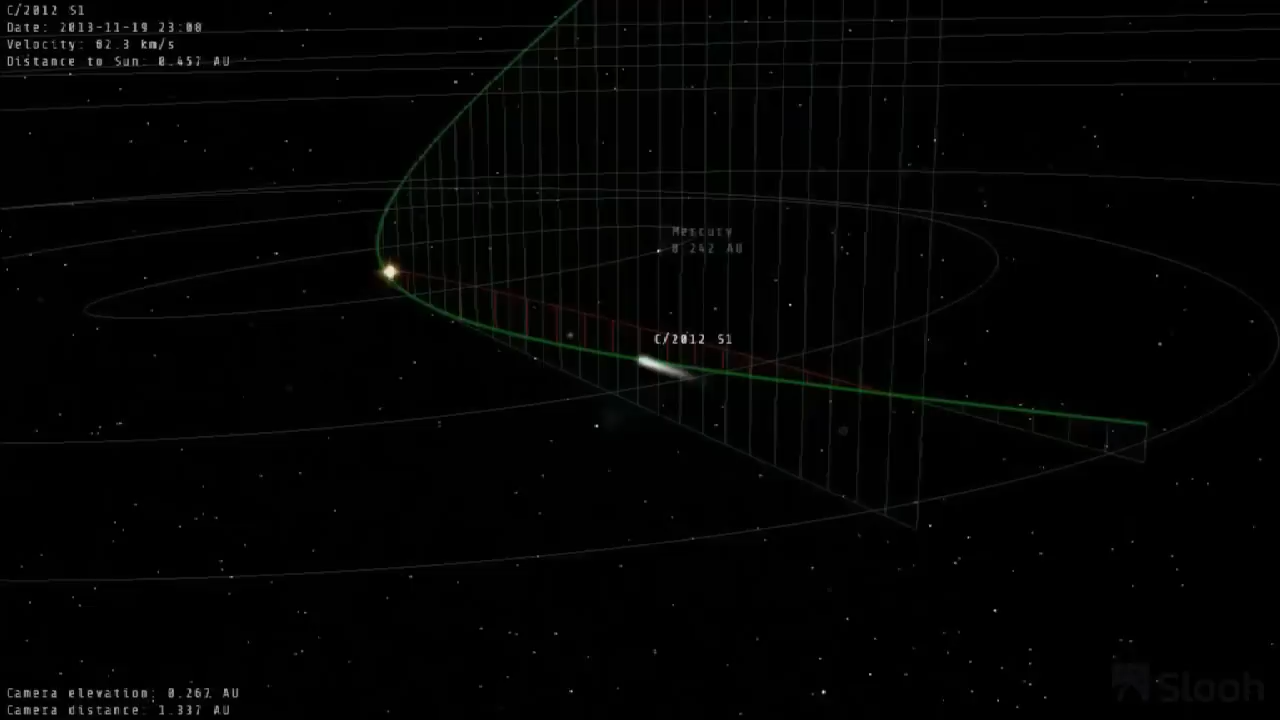 C/2012 S1
Date: 2013-11-19 23:00
Velocity: 62.3 km/s
Distance to Sun: 0.457 AU
Mercury
0.242 AU
C/2012 S1
Camera elevation: 0.267 AU
Camera distance: 1.337 AU
Slooh